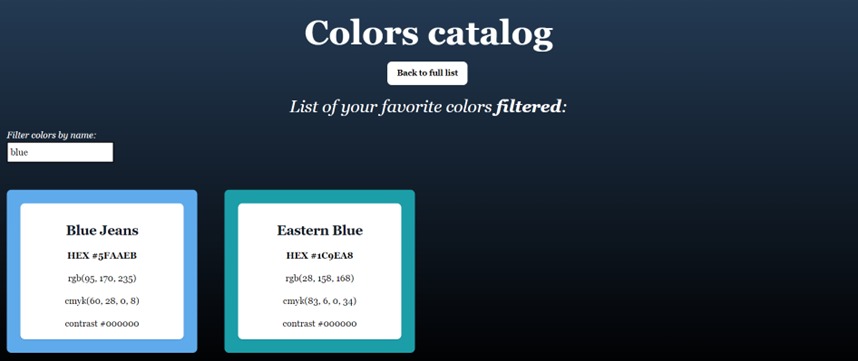 Colors catalog
Back to full list
List of your favorite colors filtered:
Filter colors by name:
blue
Blue Jeans
HEX #5FAAEB
rgb(95, 170, 235)
cmyk(60, 28, 0, 8)
contrast #000000
Eastern Blue
HEX #1C9EA8
rgb(28, 158, 168)
cmyk(83, 6, 0, 34)
contrast #000000